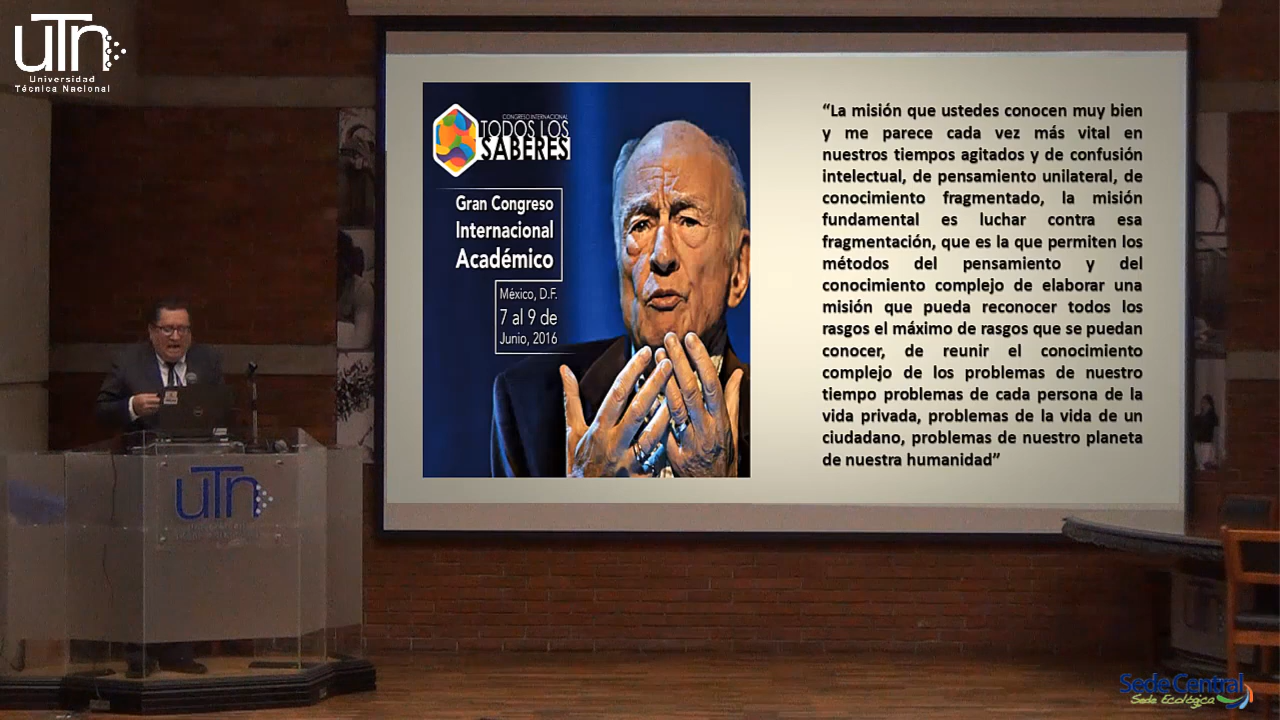 UTn
Universidad
Técnica Nacional
CONGRESO INTERNACIONAL
TODOS LOS
SABERES
Gran Congreso
Internacional
Académico
México, D.F.
7 al 9 de
Junio, 2016
“La misión que ustedes conocen muy bien
y me parece cada vez más vital en
nuestros tiempos agitados y de confusión
intelectual, de pensamiento unilateral, de
conocimiento fragmentado, la misión
fundamental es luchar contra esa
fragmentación, que es la que permiten los
métodos del pensamiento y del
conocimiento complejo de elaborar una
misión que pueda reconocer todos los
rasgos el máximo de rasgos que se puedan
conocer, de reunir el conocimiento
complejo de los problemas de nuestro
tiempo problemas de cada persona de la
vida privada, problemas de la vida de un
ciudadano, problemas de nuestro planeta
de nuestra humanidad”
UTn
Sede Central
Sede Ecológica